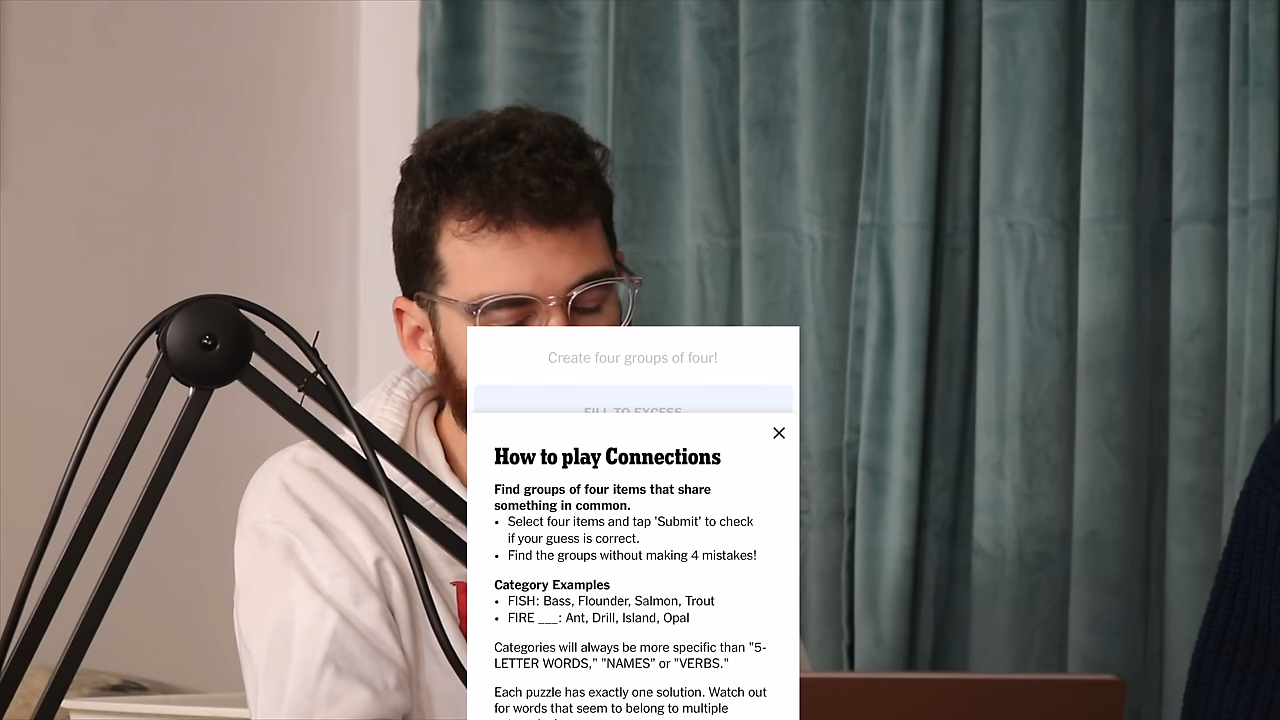 Create four groups of four!
FILL TO EXCESS
How to play Connections
Find groups of four items that share
something in common.
• Select four items and tap 'Submit' to check
if your guess is correct.
• Find the groups without making 4 mistakes!
Category Examples
• FISH: Bass, Flounder, Salmon, Trout
• FIRE ___: Ant, Drill, Island, Opal
Categories will always be more specific than "5-
LETTER WORDS," "NAMES" or "VERBS."
Each puzzle has exactly one solution. Watch out
for words that seem to belong to multiple